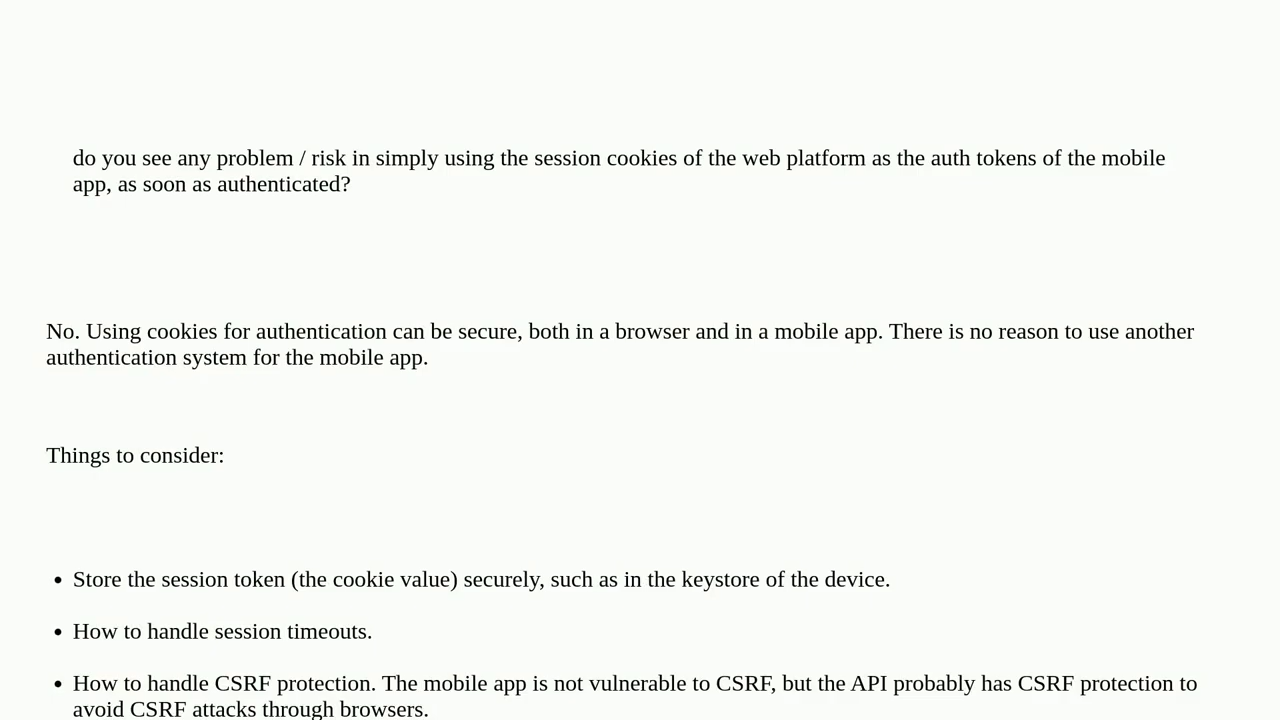 do you see any problem / risk in simply using the session cookies of the web platform as the auth tokens of the mobile
app, as soon as authenticated?
No. Using cookies for authentication can be secure, both in a browser and in a mobile app. There is no reason to use another
authentication system for the mobile app.
Things to consider:
• Store the session token (the cookie value) securely, such as in the keystore of the device.
• How to handle session timeouts.
• How to handle CSRF protection. The mobile app is not vulnerable to CSRF, but the API probably has CSRF protection to
avoid CSRF attacks through browsers.